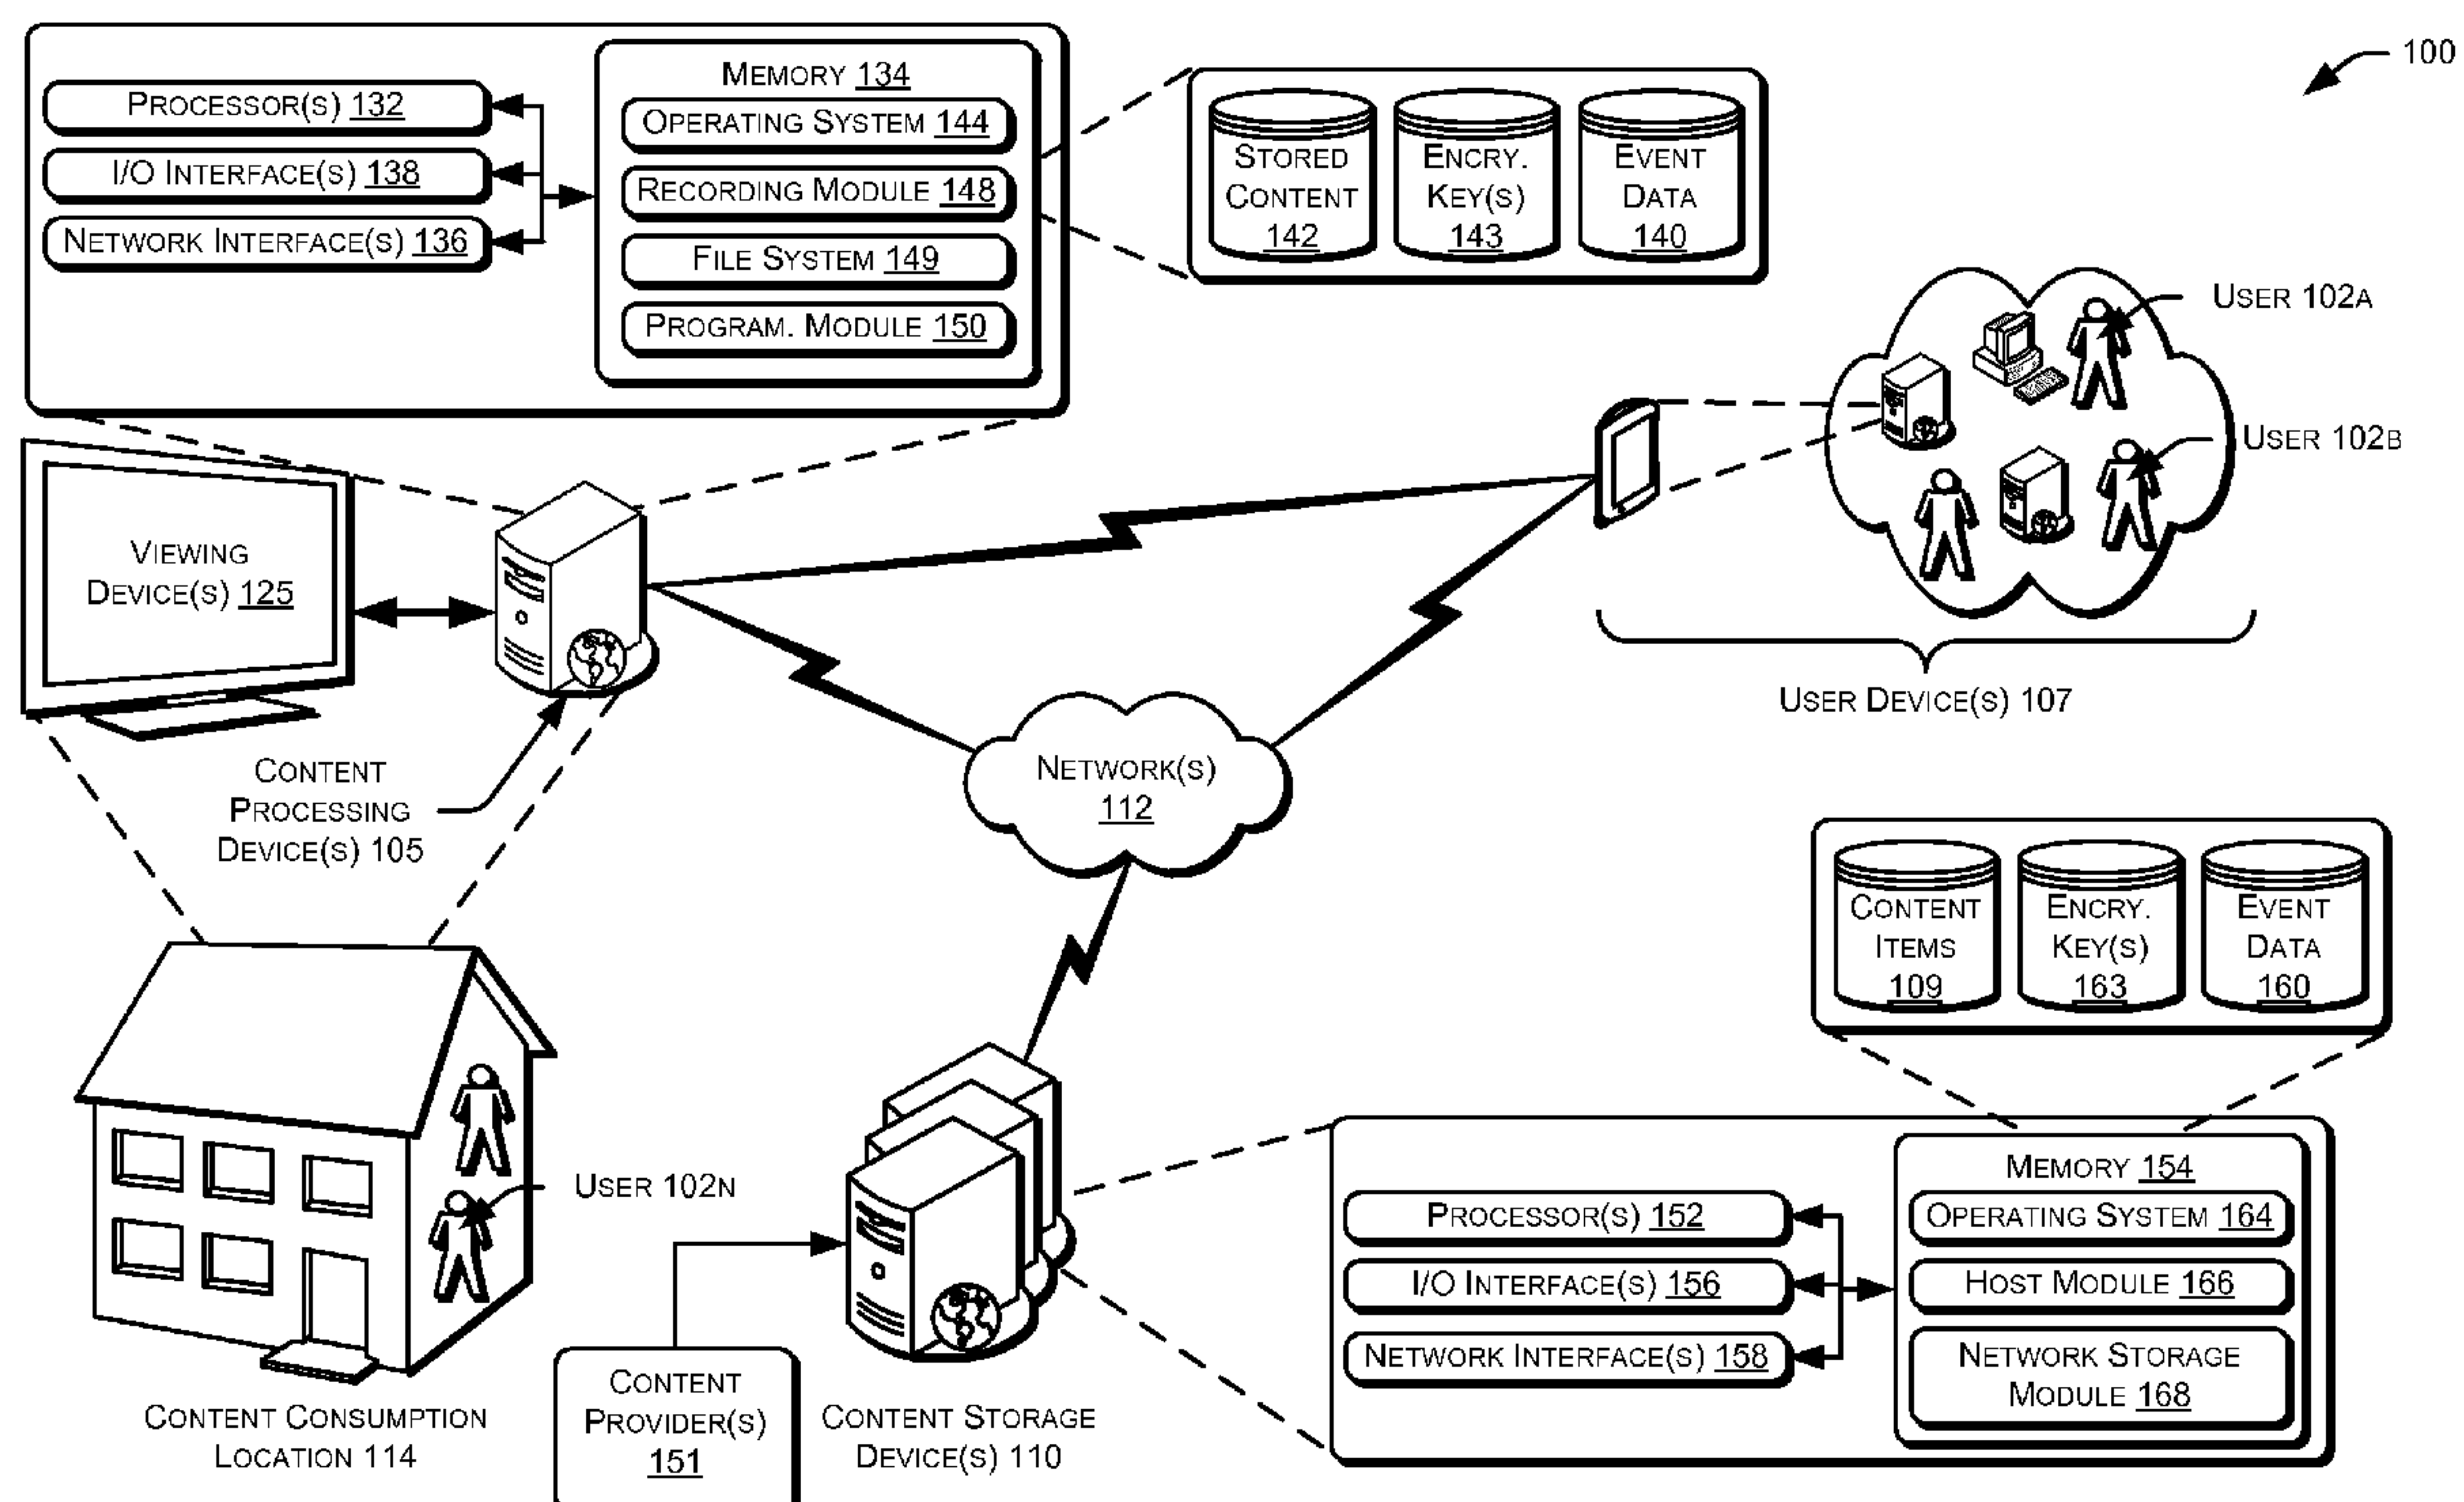 100
MEMORY 134
PROCESSOR(S) 132
OPERATING SYSTEM 144
I/O INTERFACE(S) 138
RECORDING MODULE 148
NETWORK INTERFACE(S) 136
FILE SYSTEM 149
PROGRAM. MODULE 150
STORED
CONTENT
142
ENCRY.
KEY(S)
143
EVENT
DATA
140
USER 102A
USER 102B
VIEWING
DEVICE(S) 125
USER DEVICE(S) 107
CONTENT
PROCESSING
DEVICE(S) 105
NETWORK(S)
112
CONTENT
ITEMS
109
ENCRY.
KEY(S)
163
EVENT
DATA
160
USER 102N
MEMORY 154
PROCESSOR(S) 152
OPERATING SYSTEM 164
I/O INTERFACE(S) 156
HOST MODULE 166
NETWORK INTERFACE(S) 158
NETWORK STORAGE
MODULE 168
CONTENT CONSUMPTION
LOCATION 114
CONTENT
PROVIDER(S)
151
CONTENT STORAGE
DEVICE(S) 110